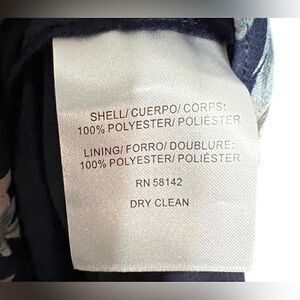 SHELL/ CUERPO/ CORPS:
100% POLYESTER/ POLIÉSTER
LINING/ FORRO/ DOUBLURE:
100% POLYESTER/ POLIÉSTER
RN 58142
DRY CLEAN